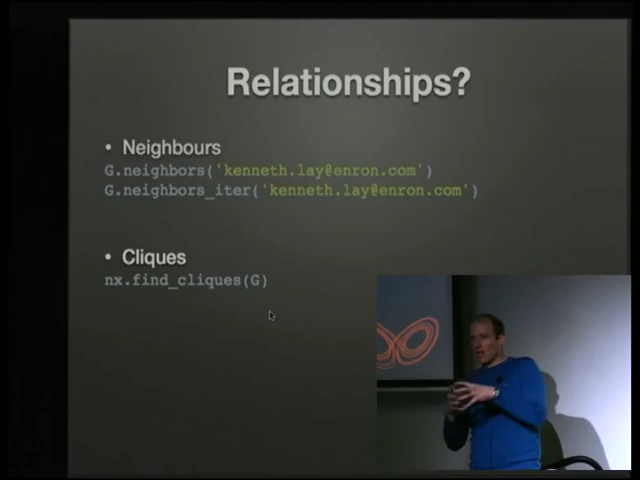 Relationships?
• Neighbours
G.neighbors('kenneth.lay@enron.com')
G.neighbors_iter('kenneth.lay@enron.com')
• Cliques
nx.find_cliques(G)